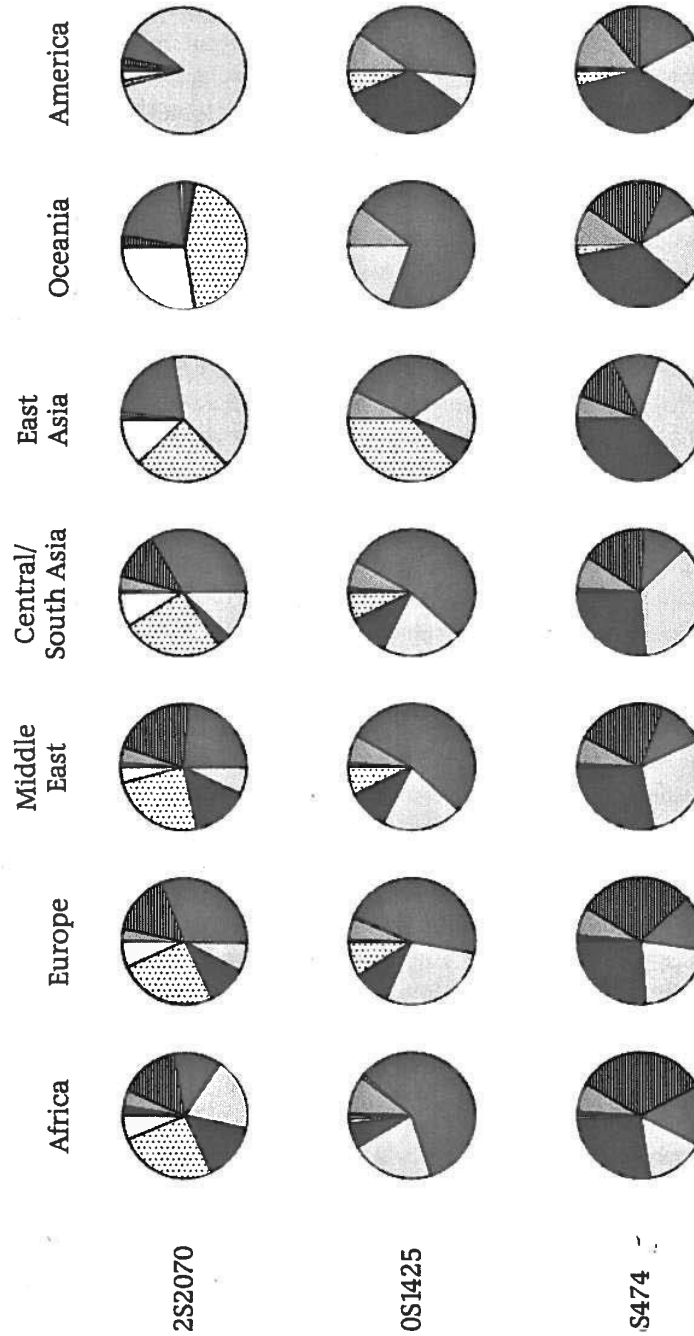 Africa
Europe
Middle
East
Central/
South Asia
East
Asia
Oceania
America
2S2070
0S1425
S474